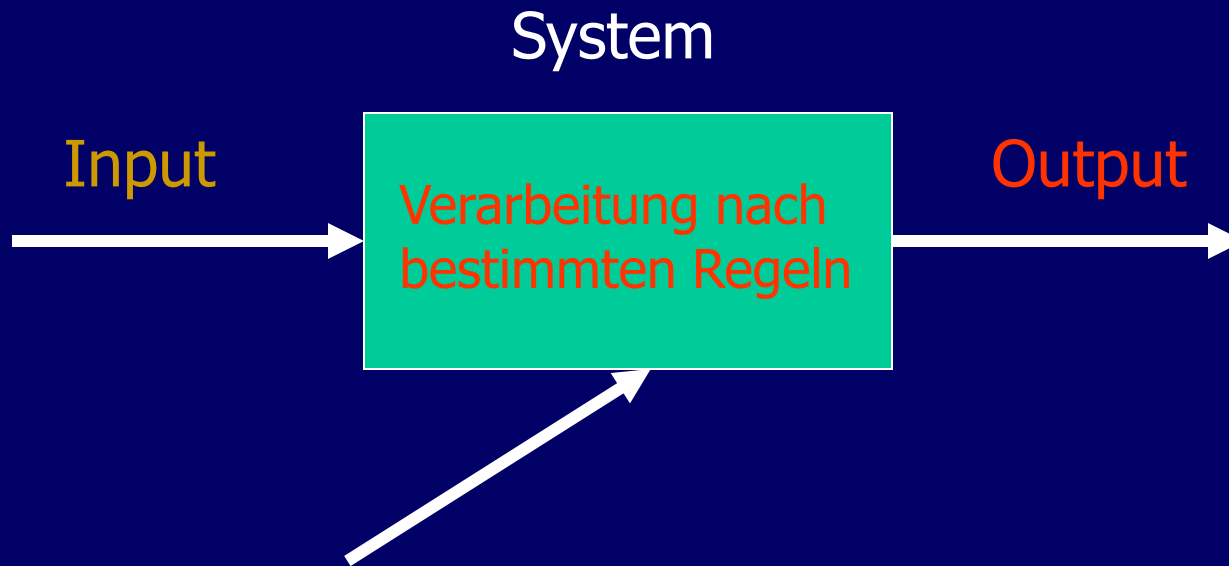 System
Input
Output
Verarbeitung nach
bestimmten Regeln